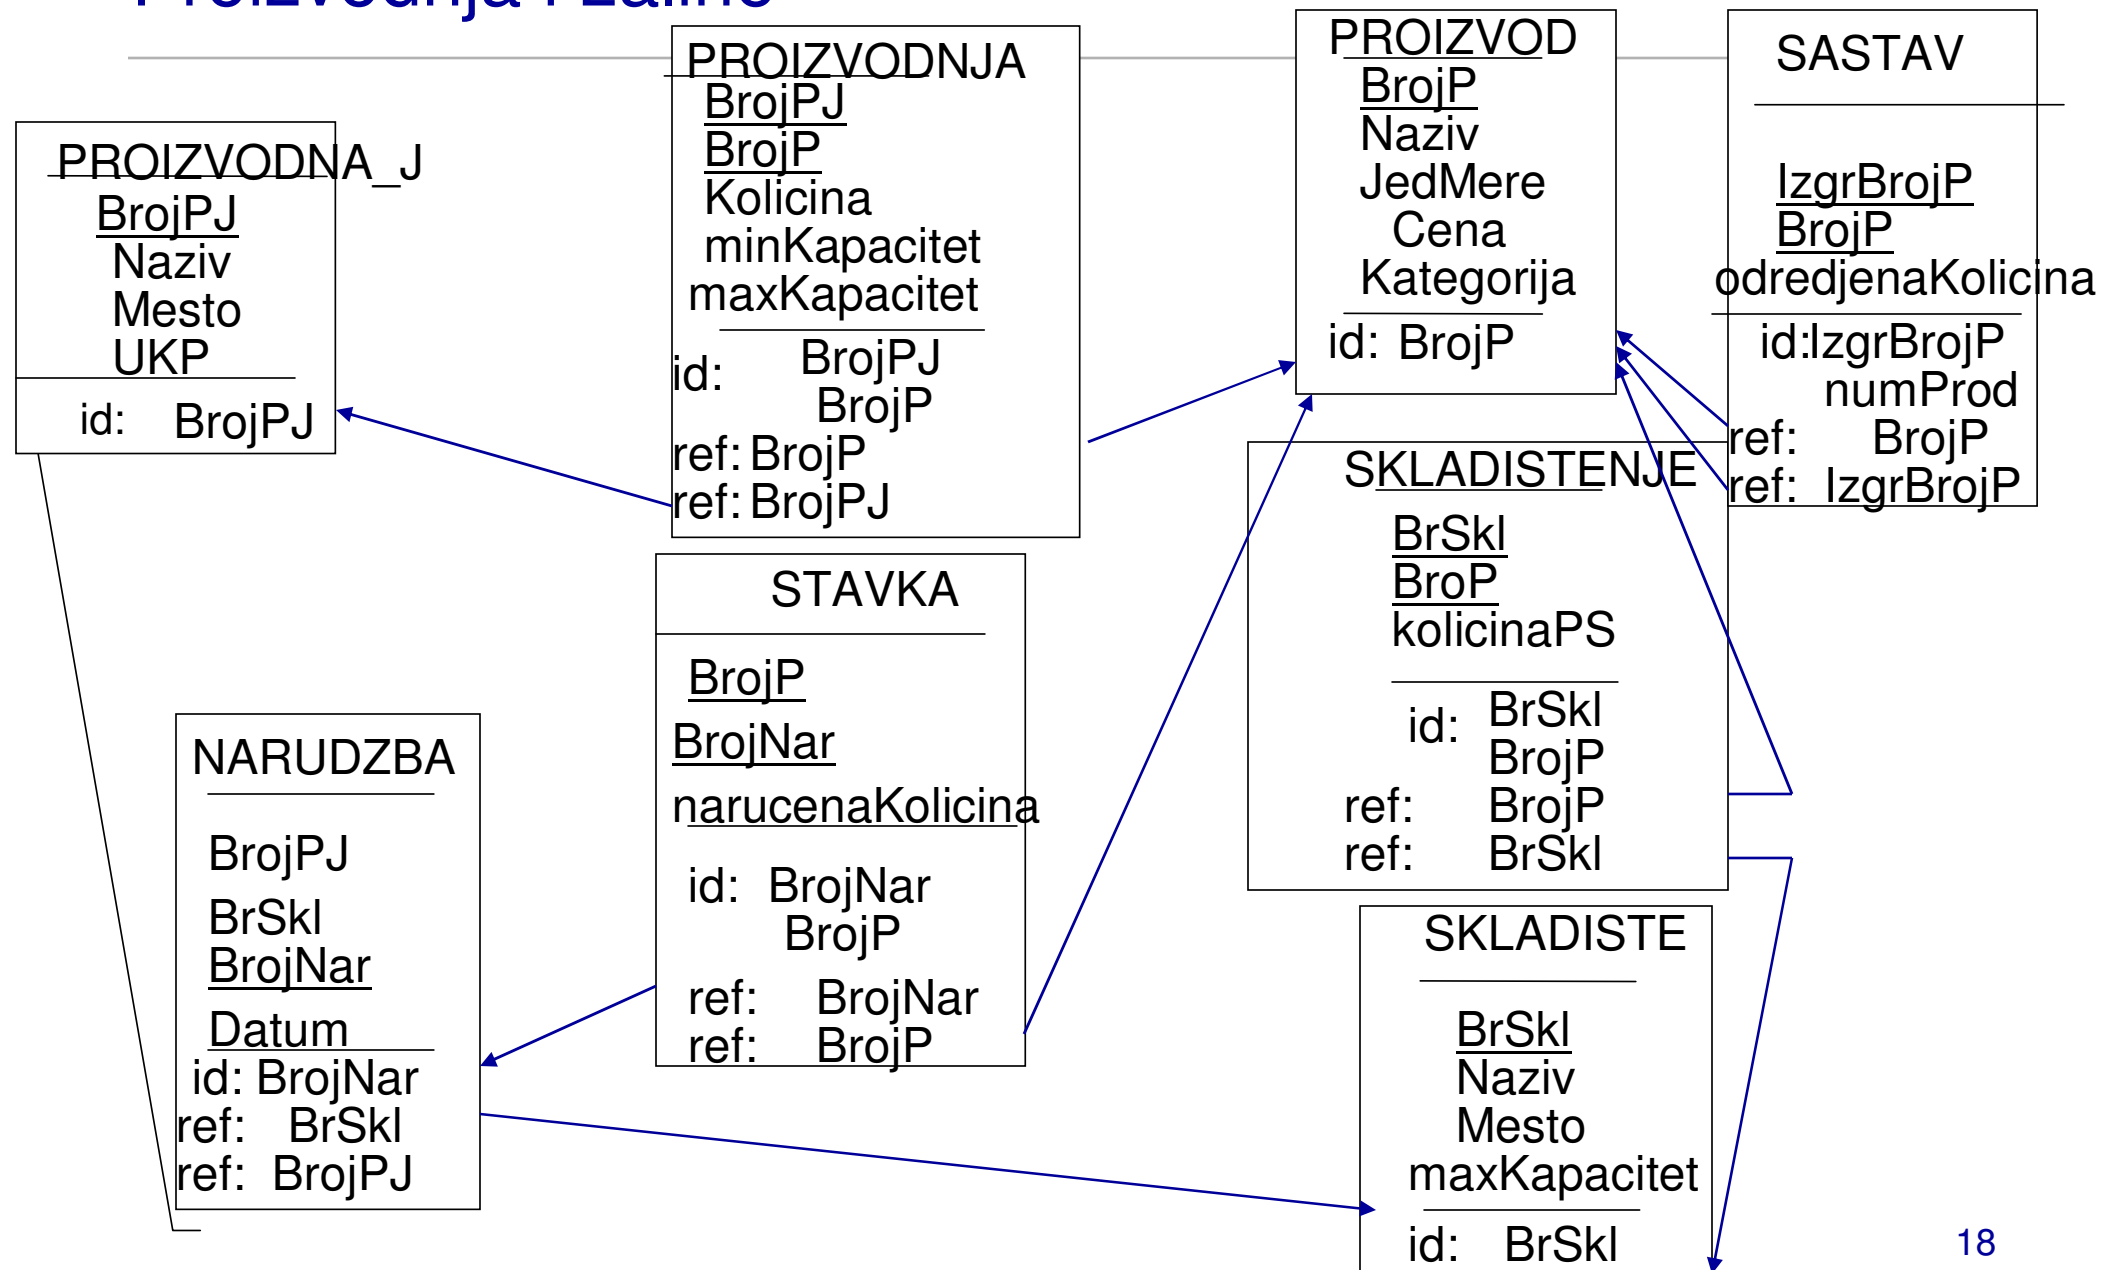 PROIZVODNA_J
BrojPJ
Naziv
Mesto
UKP
id: BrojPJ
PROIZVODNJA
BrojPJ
BrojP
Kolicina
minKapacitet
maxKapacitet
id: BrojPJ
BrojP
ref: BrojP
ref: BrojPJ
PROIZVOD
BrojP
Naziv
JedMere
Cena
Kategorija
id: BrojP
SASTAV
IzgrBrojP
BrojP
odredjenaKolicina
id:IzgrBrojP
numProd
ref: BrojP
ref: IzgrBrojP
NARUDZBA
BrojPJ
BrSkl
BrojNar
Datum
id: BrojNar
ref: BrSkl
ref: BrojPJ
STAVKA
BrojP
BrojNar
narucenaKolicina
id: BrojNar
BrojP
ref: BrojNar
ref: BrojP
SKLADISTENJE
BrSkl
BroP
kolicinaPS
id: BrSkl
BrojP
ref: BrojP
ref: BrSkl
SKLADISTE
BrSkl
Naziv
Mesto
maxKapacitet
id: BrSkl
18